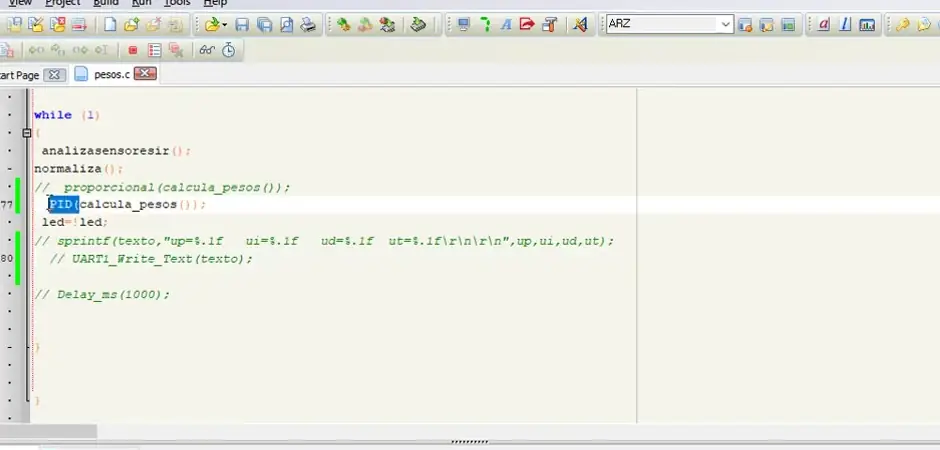 View Project Build Run Tools Help
ARZ
Start Page pesos.c
while (1)
{
analizasensoresir();
normaliza();
// proporcional(calcula_pesos());
77 PID(calcula_pesos());
led=!led;
// sprintf(texto,"up=%.1f ui=%.1f ud=%.1f ut=%.1f\r\n\r\n",up,ui,ud,ut);
80 // UART1_Write_Text(texto);
// Delay_ms(1000);
}
}